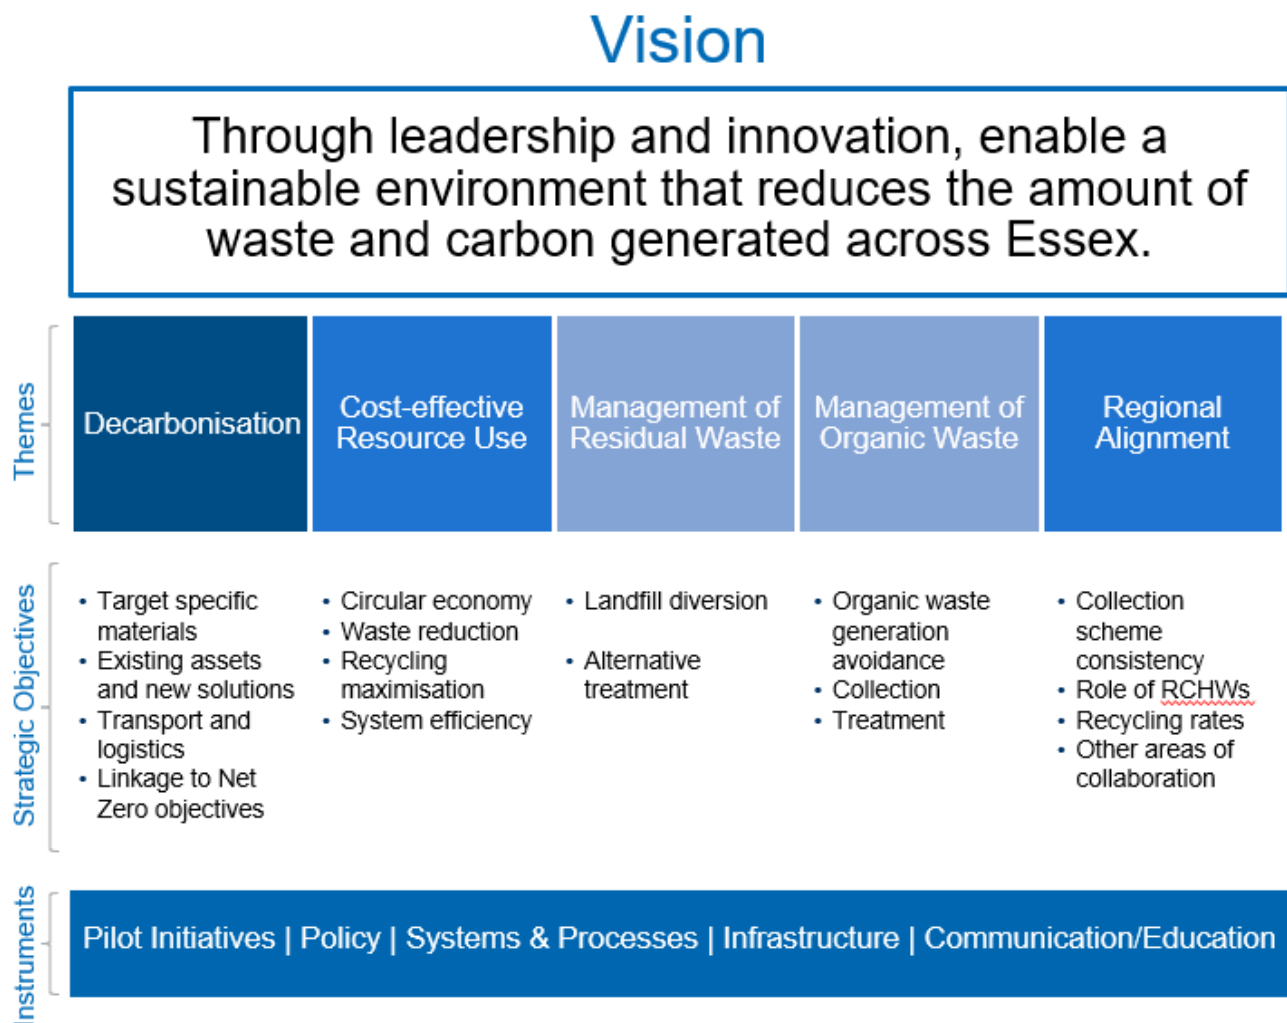 Vision
Through leadership and innovation, enable a
sustainable environment that reduces the amount of
waste and carbon generated across Essex.
Themes
Decarbonisation
Cost-effective
Resource Use
Management of
Residual Waste
Management of
Organic Waste
Regional
Alignment
Strategic Objectives
• Target specific
materials
• Existing assets
and new solutions
• Transport and
logistics
• Linkage to Net
Zero objectives
• Circular economy
• Waste reduction
• Recycling
maximisation
• System efficiency
• Landfill diversion
• Alternative
treatment
• Organic waste
generation
avoidance
• Collection
• Treatment
• Collection
scheme
consistency
• Role of RCHWs
• Recycling rates
• Other areas of
collaboration
Instruments
Pilot Initiatives | Policy | Systems & Processes | Infrastructure | Communication/Education